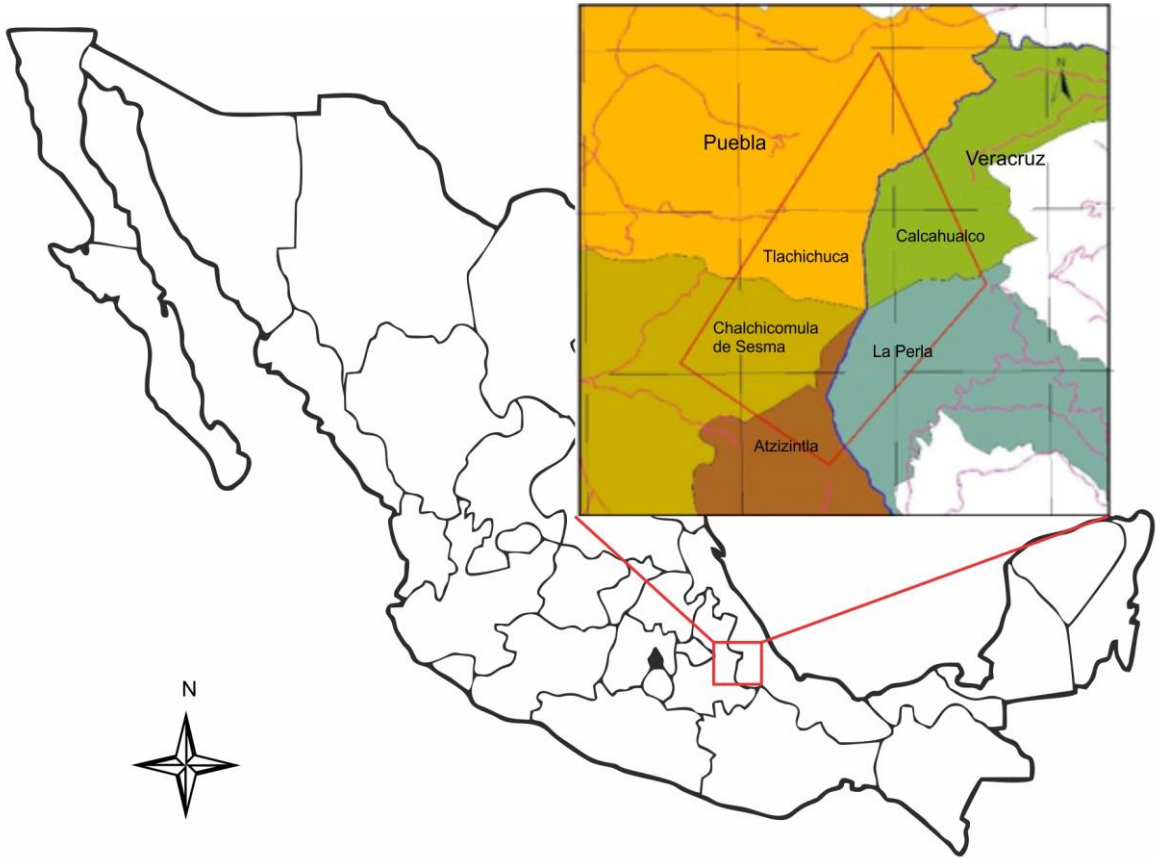 N
Puebla
Veracruz
Calcahualco
Tlachichuca
Chalchicomula
de Sesma
La Perla
Atzizintla
N